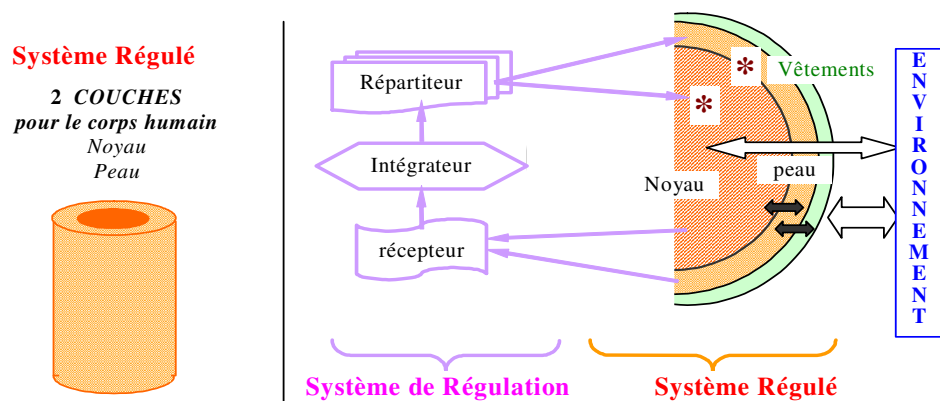 Système Régulé
2 COUCHES
pour le corps humain
Noyau
Peau
Répartiteur
Intégrateur
récepteur
Système de Régulation
*
*
Vêtements
Noyau
peau
Système Régulé
ENVIRONNEMENT